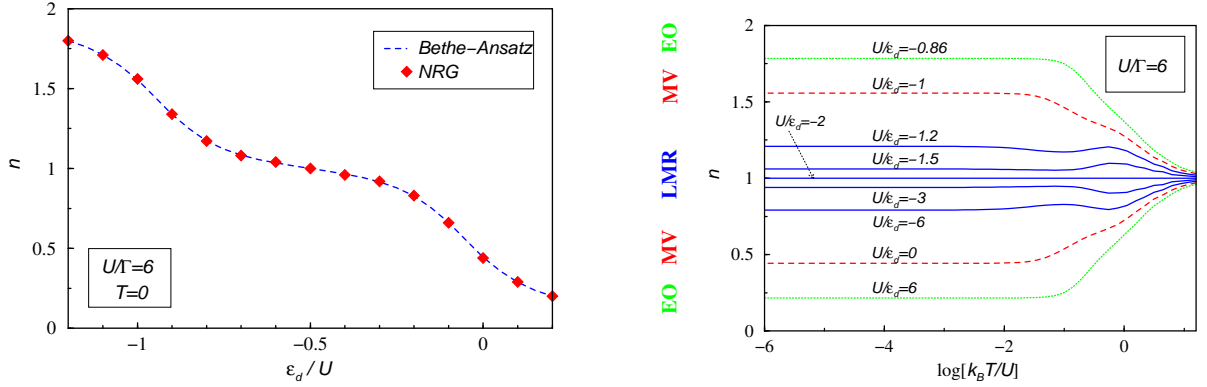 2
1.5
1
0.5
0
n
Bethe−Ansatz
NRG
U/Γ=6
T=0
−1
−0.5
0
ε_d / U
EO
MV
LMR
MV
EO
n
2
1.5
1
0.5
0
U/ε_d=−0.86
U/Γ=6
U/ε_d=−1
U/ε_d=−2
U/ε_d=−1.2
U/ε_d=−1.5
U/ε_d=−3
U/ε_d=−6
U/ε_d=0
U/ε_d=6
−6
−4
−2
0
log[k_BT/U]